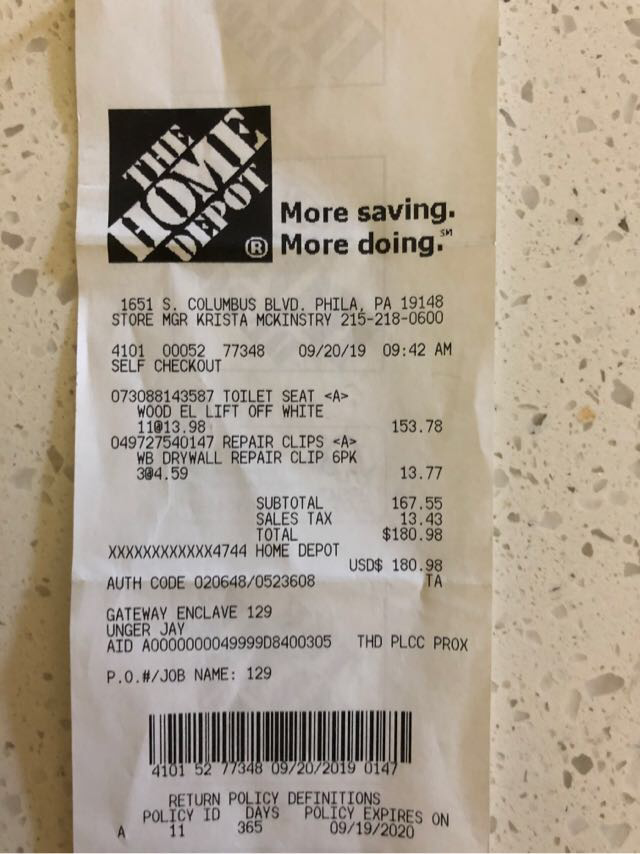 THE
HOME
DEPOT
®
More saving.
More doing.℠
1651 S. COLUMBUS BLVD. PHILA, PA 19148
STORE MGR KRISTA MCKINSTRY 215-218-0600
4101 00052 77348 09/20/19 09:42 AM
SELF CHECKOUT
073088143587 TOILET SEAT <A>
WOOD EL LIFT OFF WHITE
11@13.98 153.78
049727540147 REPAIR CLIPS <A>
WB DRYWALL REPAIR CLIP 6PK
3@4.59 13.77
SUBTOTAL 167.55
SALES TAX 13.43
TOTAL $180.98
XXXXXXXXXXXX4744 HOME DEPOT
USD$ 180.98
AUTH CODE 020648/0523608 TA
GATEWAY ENCLAVE 129
UNGER JAY
AID A0000000049999D8400305 THD PLCC PROX
P.O.#/JOB NAME: 129
4101 52 77348 09/20/2019 0147
RETURN POLICY DEFINITIONS
POLICY ID DAYS POLICY EXPIRES ON
A 11 365 09/19/2020